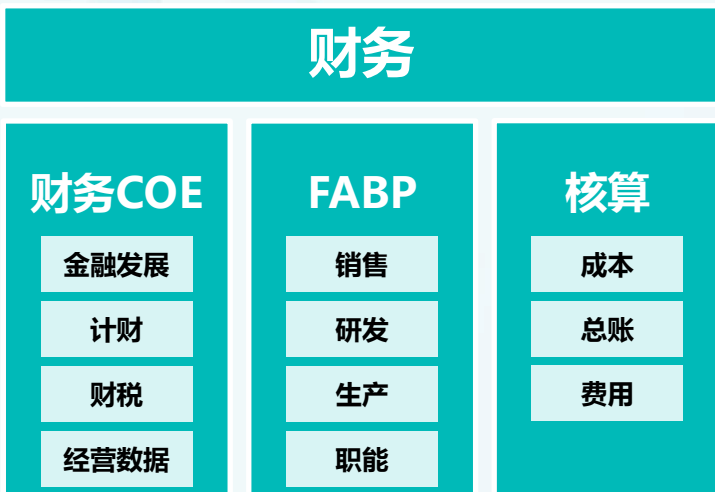 财务
财务COE
金融发展
计财
财税
经营数据
FABP
销售
研发
生产
职能
核算
成本
总账
费用